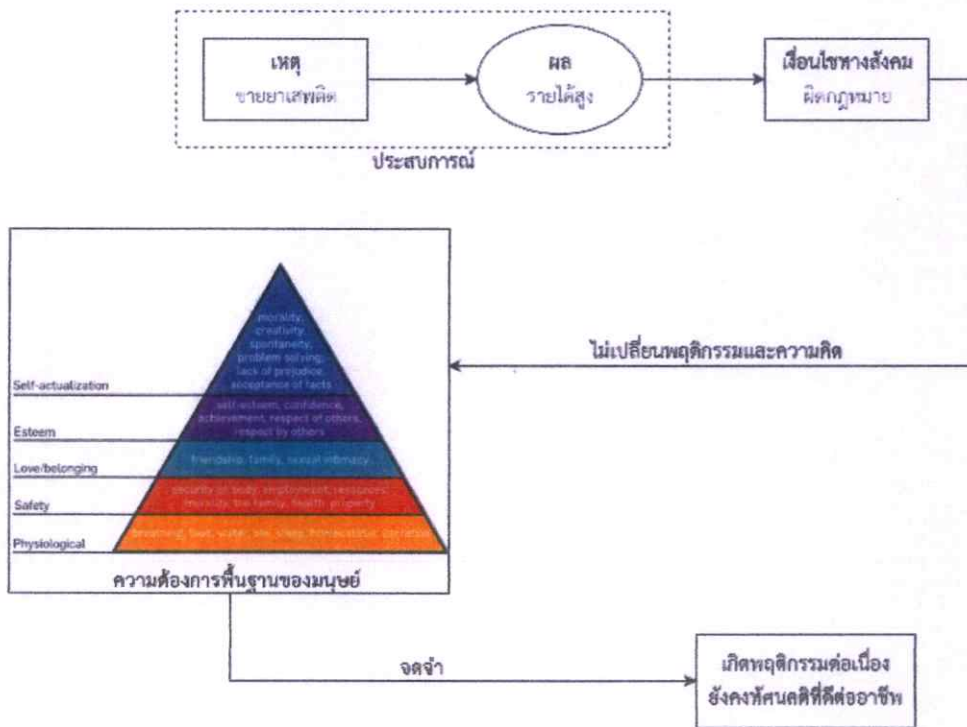 เหตุ
ขายยาเสพติด
ผล
รายได้สูง
เงื่อนไขทางสังคม
ผิดกฎหมาย
ประสบการณ์
ไม่เปลี่ยนพฤติกรรมและความคิด
morality,
creativity,
spontaneity,
problem solving,
lack of prejudice,
acceptance of facts
Self-actualization
self-esteem, confidence,
achievement, respect of others,
respect by others
Esteem
friendship, family, sexual intimacy
Love/belonging
security of body, employment, resources,
morality, the family, health, property
Safety
breathing, food, water, sex, sleep, homeostasis, excretion
Physiological
ความต้องการพื้นฐานของมนุษย์
จดจำ
เกิดพฤติกรรมต่อเนื่อง
ยังคงทัศนคติที่ดีต่ออาชีพ